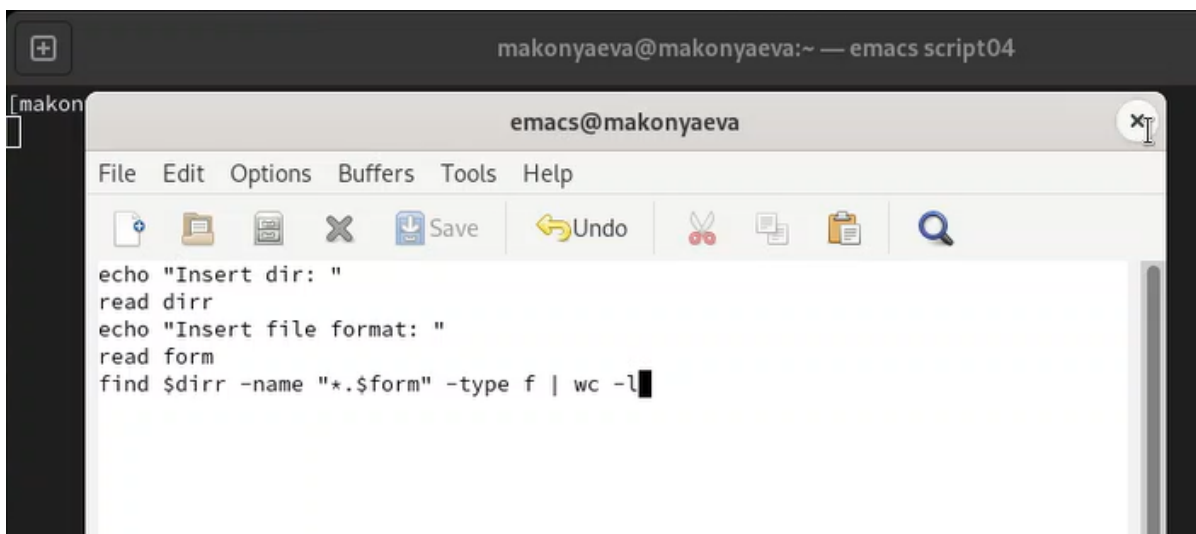 makonyaeva@makonyaeva:~ — emacs script04
[makon
emacs@makonyaeva
File Edit Options Buffers Tools Help
Save Undo
echo "Insert dir: "
read dirr
echo "Insert file format: "
read form
find $dirr -name "*.$form" -type f | wc -l